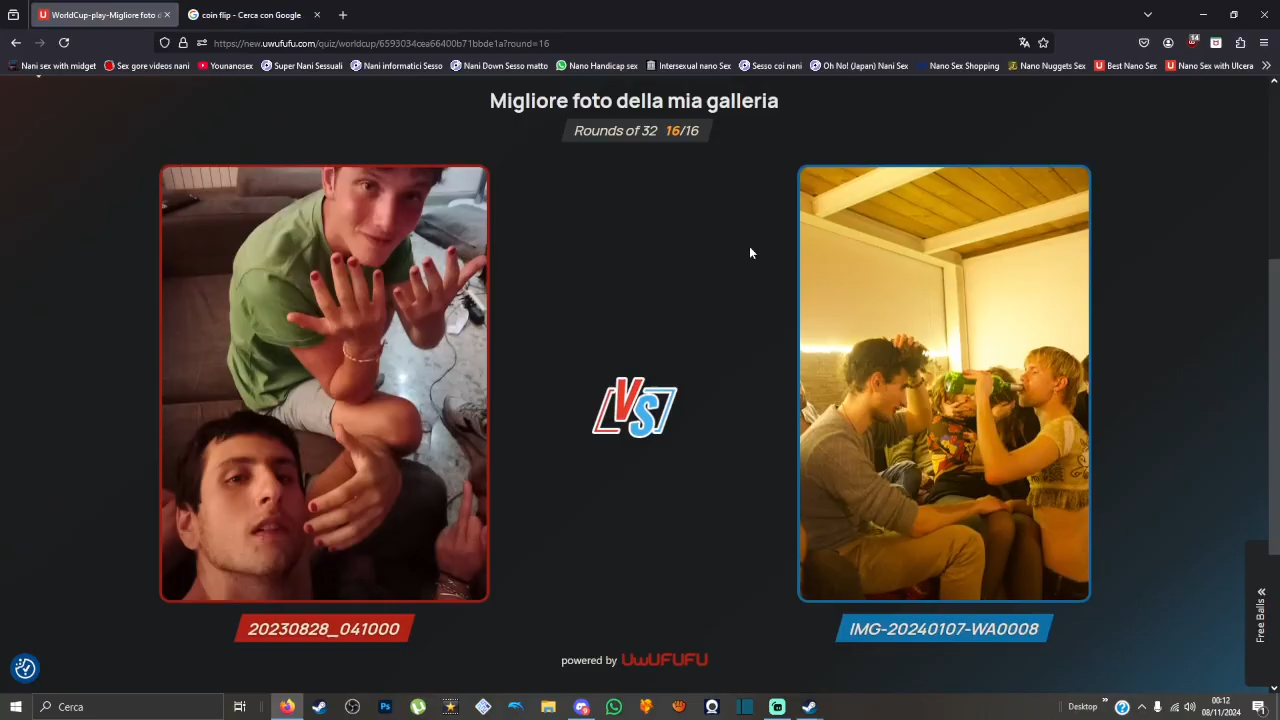 WorldCup-play-Migliore foto d
coin flip - Cerca con Google
https://new.uwufufu.com/quiz/worldcup/6593034cea66400b71bbde1a?round=16
Nani sex with midget
Sex gore videos nani
Younanosex
Super Nani Sessuali
Nani informatici Sesso
Nani Down Sesso matto
Nano Handicap sex
Intersexual nano Sex
Sesso coi nani
Oh No! (Japan) Nani Sex
Nano Sex Shopping
Nano Nuggets Sex
Best Nano Sex
Nano Sex with Ulcera
Migliore foto della mia galleria
Rounds of 32 16/16
VS
20230828_041000
IMG-20240107-WA0008
Free Balls
powered by UWUFUFU
Cerca
Desktop
00:12
08/11/2024